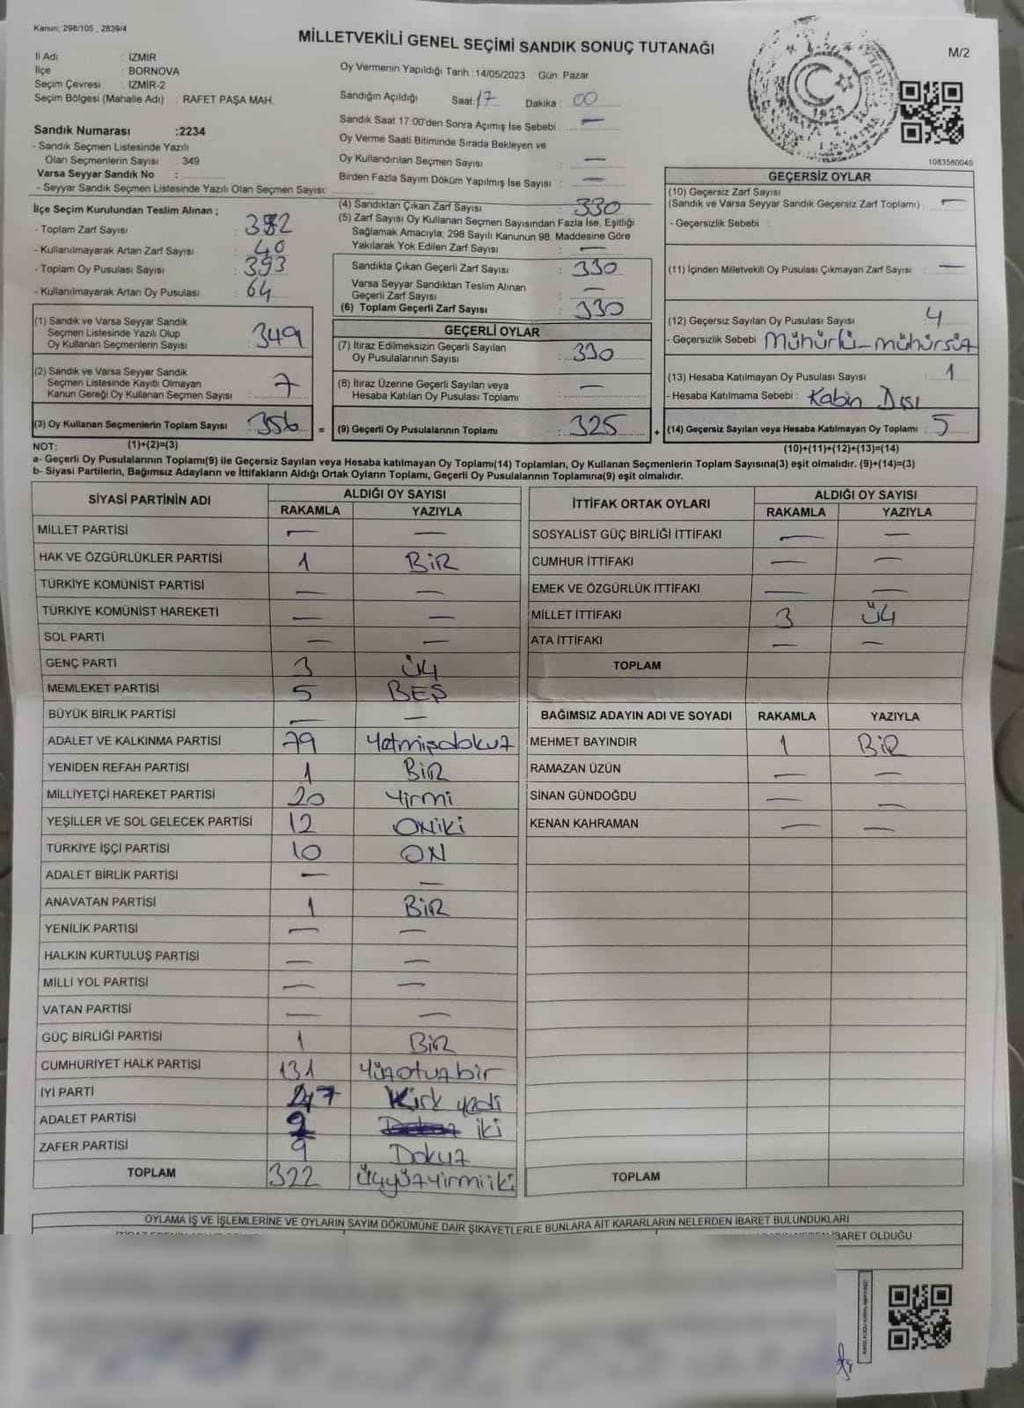 Kanun: 298/105 , 2839/4
MİLLETVEKİLİ GENEL SEÇİMİ SANDIK SONUÇ TUTANAĞI
M/2
İl Adı : İZMİR
İlçe : BORNOVA
Seçim Çevresi : İZMİR-2
Seçim Bölgesi (Mahalle Adı) : RAFET PAŞA MAH.
Oy Vermenin Yapıldığı Tarih :14/05/2023 Gün: Pazar
Sandığın Açıldığı Saat: 17 Dakika : 00
Sandık Saat 17:00'den Sonra Açımış İse Sebebi : —
Oy Verme Saati Bitiminde Sırada Bekleyen ve
Oy Kullandırılan Seçmen Sayısı —
Birden Fazla Sayım Döküm Yapılmış İse Sayısı : —
1923
1083580040
Sandık Numarası :2234
- Sandık Seçmen Listesinde Yazılı
Olan Seçmenlerin Sayısı : 349
Varsa Seyyar Sandık No :
- Seyyar Sandık Seçmen Listesinde Yazılı Olan Seçmen Sayısı:
İlçe Seçim Kurulundan Teslim Alınan ;
- Toplam Zarf Sayısı :
- Kullanılmayarak Artan Zarf Sayısı : 40
- Toplam Oy Pusulası Sayısı : 393
- Kullanılmayarak Artan Oy Pusulası : 64
(1) Sandık ve Varsa Seyyar Sandık
Seçmen Listesinde Yazılı Olup
Oy Kullanan Seçmenlerin Sayısı : 349
(2) Sandık ve Varsa Seyyar Sandık
Seçmen Listesinde Kayıtlı Olmayan
Kanun Gereği Oy Kullanan Seçmen Sayısı : 7
(3) Oy Kullanan Seçmenlerin Toplam Sayısı : 356 =
(4) Sandıktan Çıkan Zarf Sayısı : 330
(5) Zarf Sayısı Oy Kullanan Seçmen Sayısından Fazla İse, Eşitliği
Sağlamak Amacıyla; 298 Sayılı Kanunun 98. Maddesine Göre
Yakılarak Yok Edilen Zarf Sayısı : —
Sandıkta Çıkan Geçerli Zarf Sayısı : 330
Varsa Seyyar Sandıktan Teslim Alınan
Geçerli Zarf Sayısı : —
(6) Toplam Geçerli Zarf Sayısı : 330
GEÇERLİ OYLAR
(7) İtiraz Edilmeksizin Geçerli Sayılan
Oy Pusulalarının Sayısı : 330
(8) İtiraz Üzerine Geçerli Sayılan veya
Hesaba Katılan Oy Pusulası Toplamı : —
(9) Geçerli Oy Pusulalarının Toplamı : 325 +
GEÇERSİZ OYLAR
(10) Geçersiz Zarf Sayısı
(Sandık ve Varsa Seyyar Sandık Geçersiz Zarf Toplamı) : —
- Geçersizlik Sebebi :
(11) İçinden Milletvekili Oy Pusulası Çıkmayan Zarf Sayısı : —
(12) Geçersiz Sayılan Oy Pusulası Sayısı : 4
- Geçersizlik Sebebi : Mühürlü-mühürsüz
(13) Hesaba Katılmayan Oy Pusulası Sayısı : 1
- Hesaba Katılmama Sebebi : Kabin Dışı
(14) Geçersiz Sayılan veya Hesaba Katılmayan Oy Toplamı : 5
NOT: (1)+(2)=(3) (10)+(11)+(12)+(13)=(14)
a- Geçerli Oy Pusulalarının Toplamı(9) ile Geçersiz Sayılan veya Hesaba katılmayan Oy Toplamı(14) Toplamları, Oy Kullanan Seçmenlerin Toplam Sayısına(3) eşit olmalıdır. (9)+(14)=(3)
b- Siyasi Partilerin, Bağımsız Adayların ve İttifakların Aldığı Ortak Oyların Toplamı, Geçerli Oy Pusulalarının Toplamına(9) eşit olmalıdır.
SİYASİ PARTİNİN ADI ALDIĞI OY SAYISI
RAKAMLA YAZIYLA
MİLLET PARTİSİ — —
HAK VE ÖZGÜRLÜKLER PARTİSİ 1 BİR
TÜRKİYE KOMÜNİST PARTİSİ — —
TÜRKİYE KOMÜNİST HAREKETİ — —
SOL PARTİ — —
GENÇ PARTİ 3 Üç
MEMLEKET PARTİSİ 5 BEŞ
BÜYÜK BİRLİK PARTİSİ — —
ADALET VE KALKINMA PARTİSİ 79 Yetmişdokuz
YENİDEN REFAH PARTİSİ 1 BİR
MİLLİYETÇİ HAREKET PARTİSİ 20 Yirmi
YEŞİLLER VE SOL GELECEK PARTİSİ 12 ONiKi
TÜRKİYE İŞÇİ PARTİSİ 10 ON
ADALET BİRLİK PARTİSİ — —
ANAVATAN PARTİSİ 1 BİR
YENİLİK PARTİSİ — —
HALKIN KURTULUŞ PARTİSİ — —
MİLLİ YOL PARTİSİ — —
VATAN PARTİSİ — —
GÜÇ BİRLİĞİ PARTİSİ 1 BİR
CUMHURİYET HALK PARTİSİ 131 Yüzotuzbir
İYİ PARTİ 47 Kırk yedi
ADALET PARTİSİ 2 iki
ZAFER PARTİSİ 9 Dokuz
TOPLAM 322 Üçyüzyirmiiki
İTTİFAK ORTAK OYLARI ALDIĞI OY SAYISI
RAKAMLA YAZIYLA
SOSYALİST GÜÇ BİRLİĞİ İTTİFAKI — —
CUMHUR İTTİFAKI — —
EMEK VE ÖZGÜRLÜK İTTİFAKI — —
MİLLET İTTİFAKI 3 Üç
ATA İTTİFAKI — —
TOPLAM
BAĞIMSIZ ADAYIN ADI VE SOYADI RAKAMLA YAZIYLA
MEHMET BAYINDIR 1 BİR
RAMAZAN ÜZÜN — —
SİNAN GÜNDOĞDU — —
KENAN KAHRAMAN — —
TOPLAM
OYLAMA İŞ VE İŞLEMLERİNE VE OYLARIN SAYIM DÖKÜMÜNE DAİR ŞİKAYETLERLE BUNLARA AİT KARARLARIN NELERDEN İBARET BULUNDUKLARI
İBARET OLDUĞU